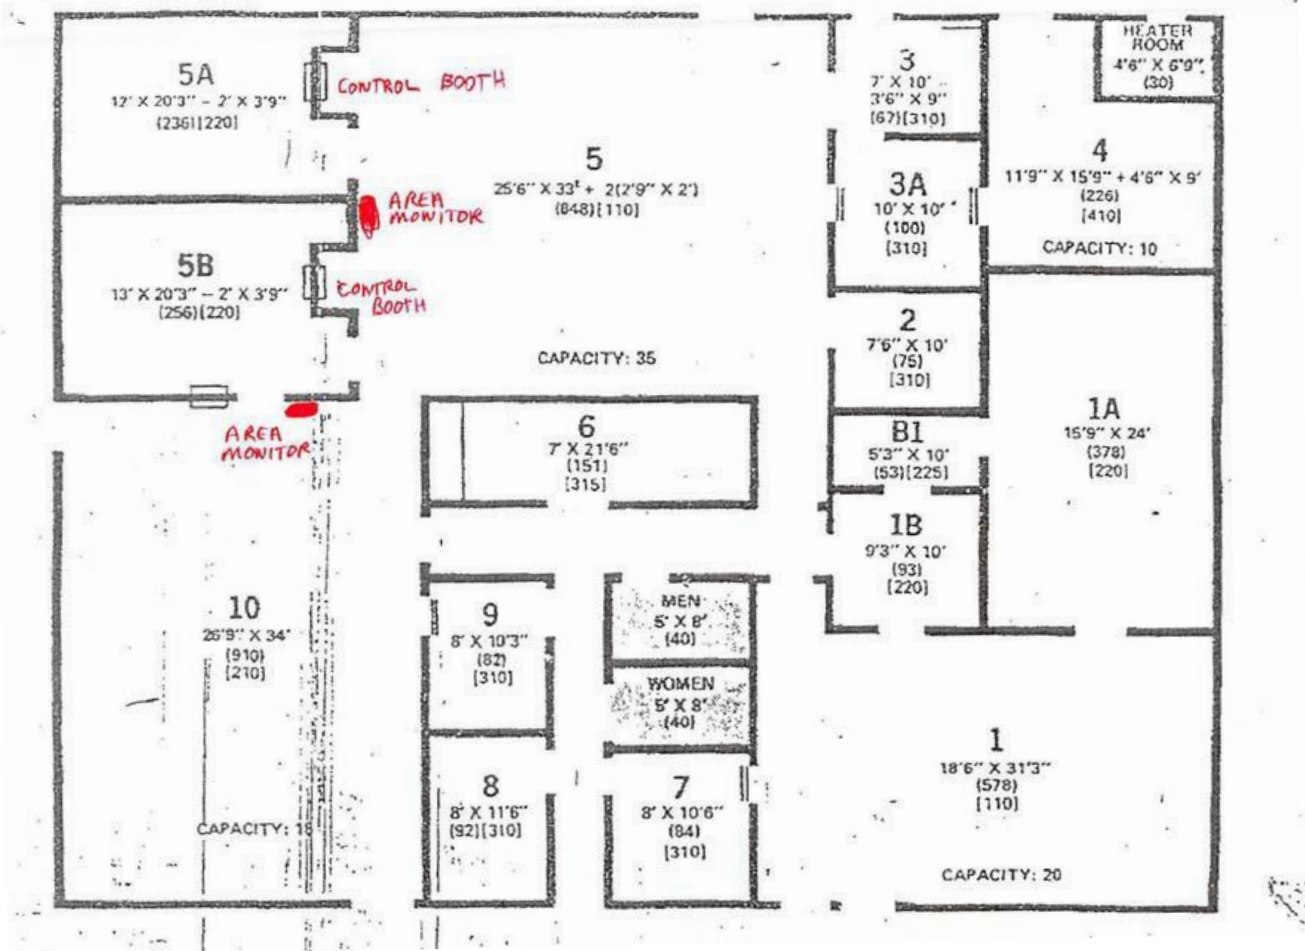 5A
12' X 20'3" – 2' X 3'9"
(236)[220]
CONTROL BOOTH
5
25'6" X 33' + 2(2'9" X 2')
(848)[110]
CAPACITY: 35
AREA
MONITOR
5B
13' X 20'3" – 2' X 3'9"
(256)[220]
CONTROL
BOOTH
AREA
MONITOR
3
7' X 10' –
3'6" X 9"
(67)[310]
3A
10' X 10'
(100)
[310]
HEATER
ROOM
(30)
4
11'9" X 15'9" + 4'6" X 9'
(226)
[410]
CAPACITY: 10
2
7'6" X 10'
(75)
[310]
B1
5'3" X 10'
(53)[225]
1A
15'9" X 24'
(378)
[220]
1B
9'3" X 10'
(93)
[220]
6
7' X 21'6"
(151)
[315]
10
26'9" X 34'
(910)
[210]
CAPACITY:
9
8' X 10'3"
(82)
[310]
MEN
5' X 8'
(40)
WOMEN
5' X 8'
(40)
8
8' X 11'6"
(92)[310]
7
8' X 10'6"
(84)
[310]
1
18'6" X 31'3"
(578)
[110]
CAPACITY: 20